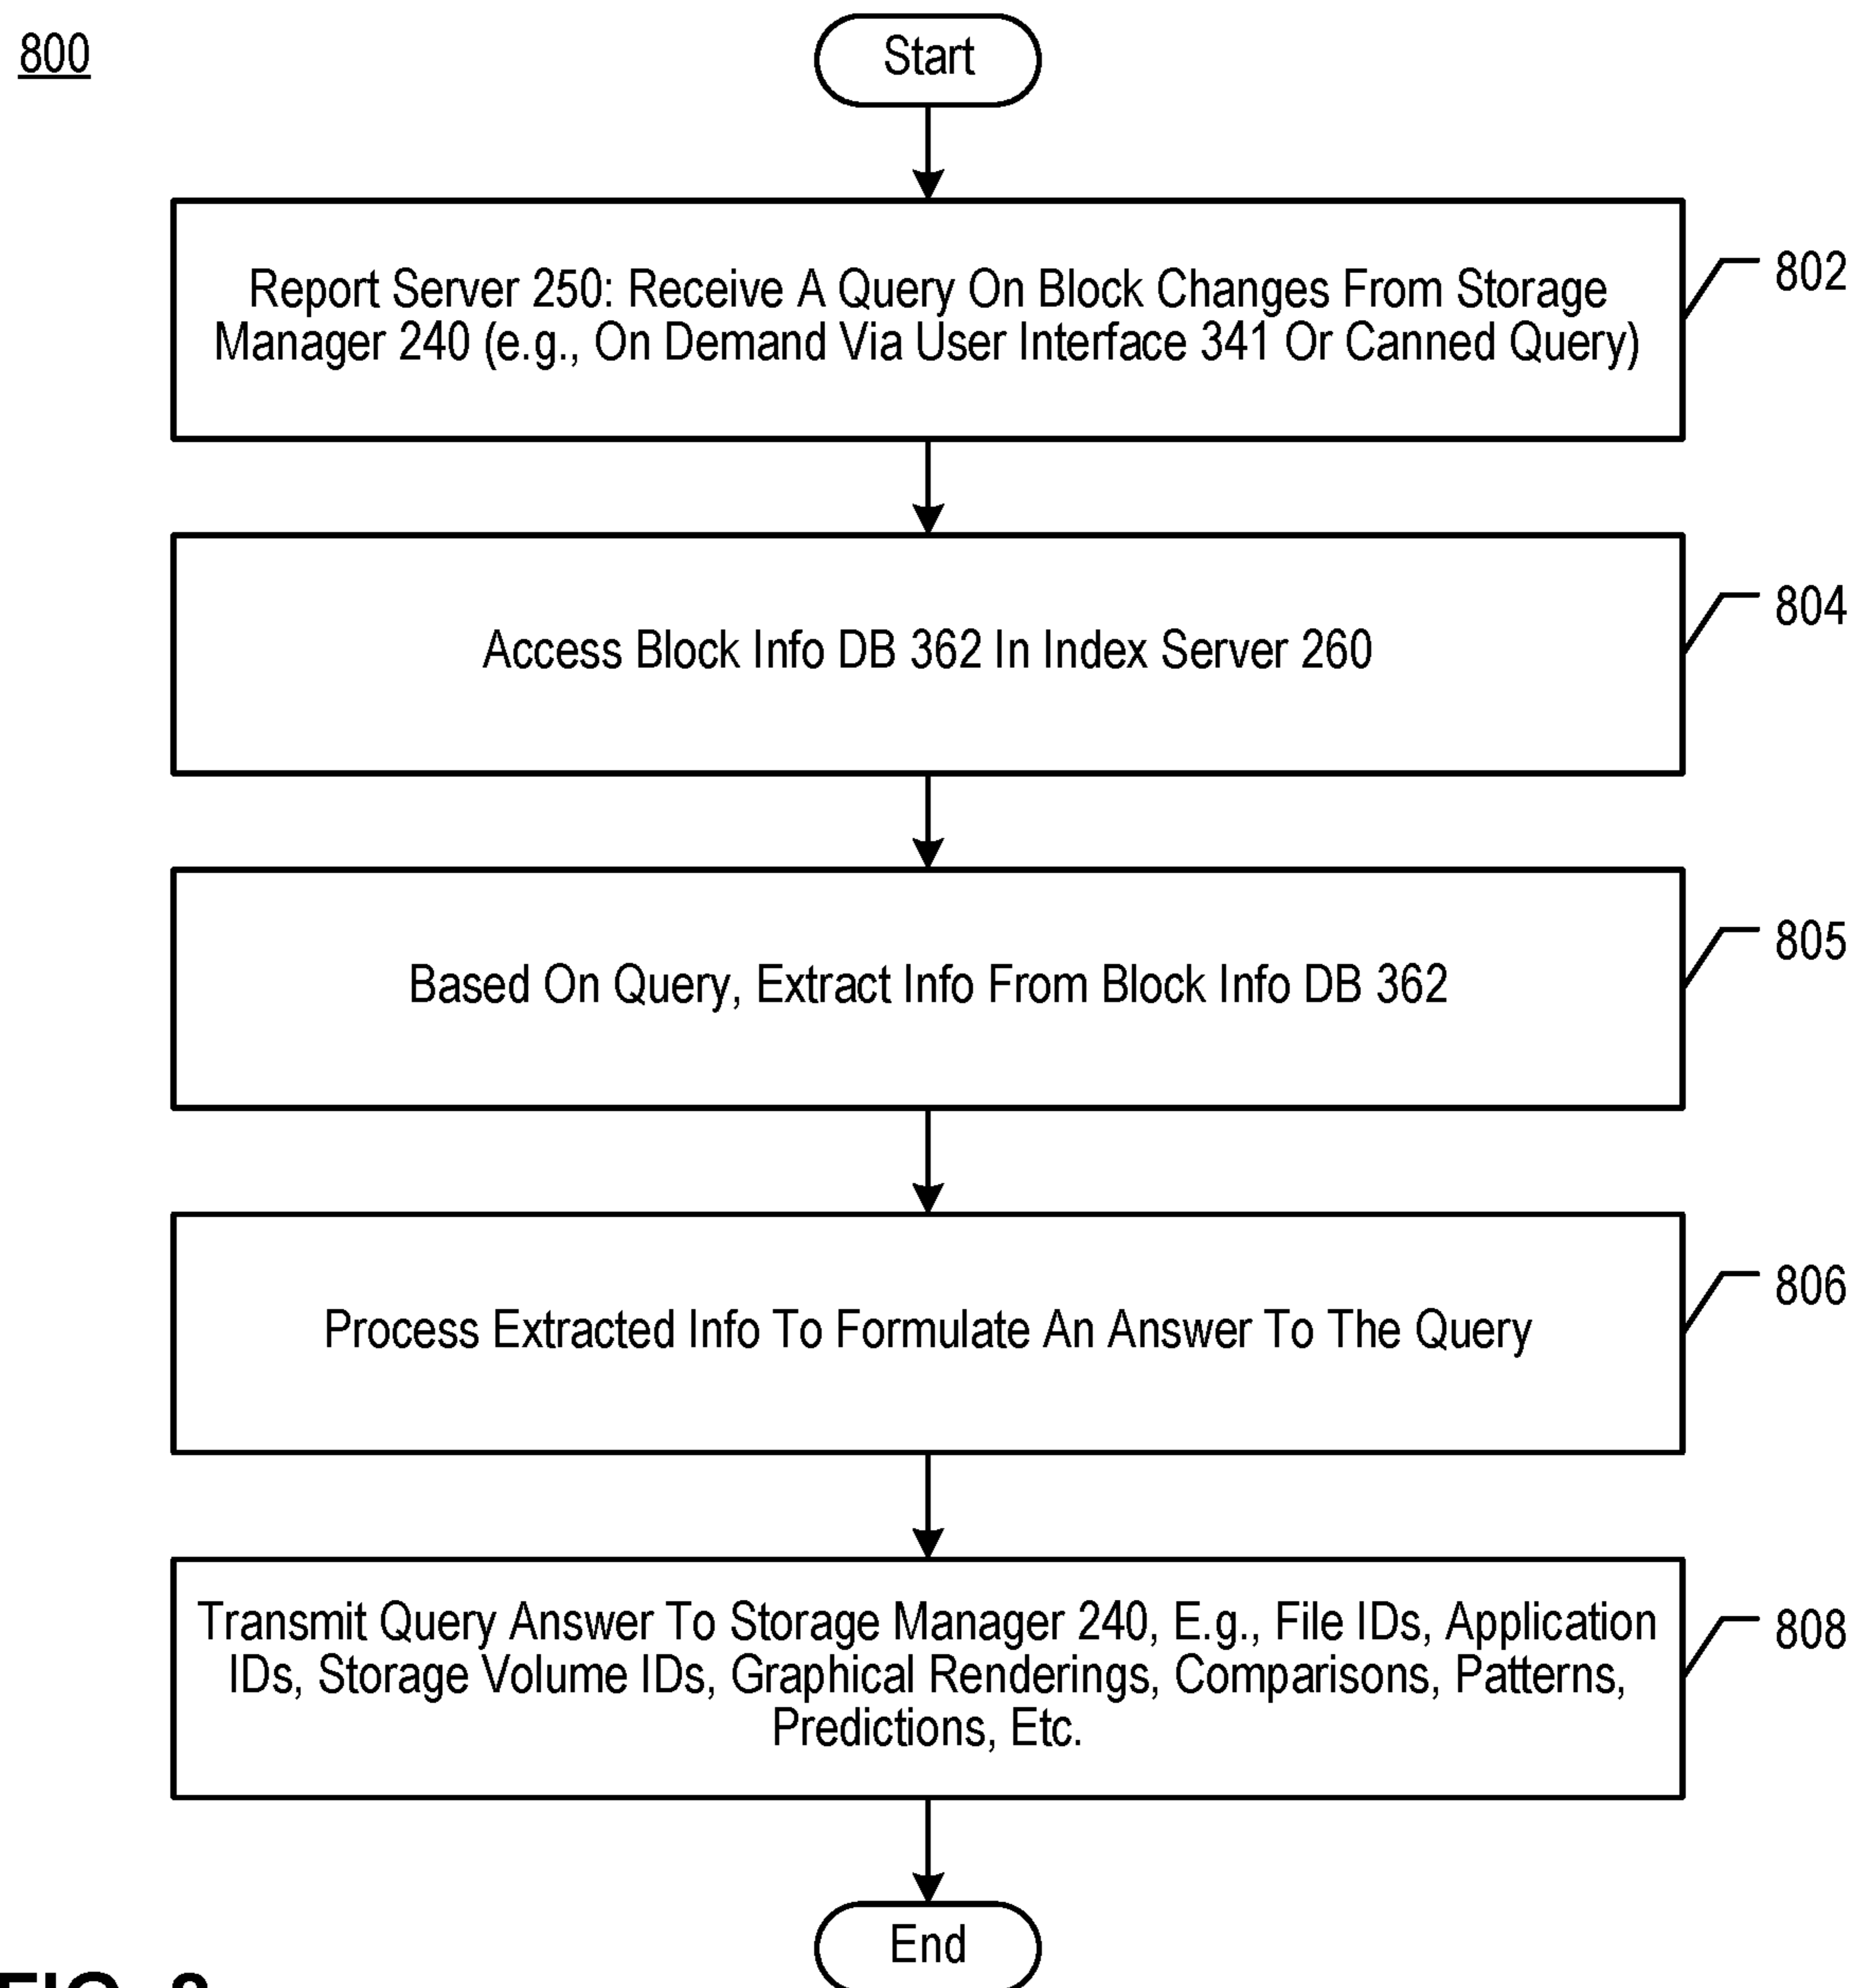 800
Start
Report Server 250: Receive A Query On Block Changes From Storage
Manager 240 (e.g., On Demand Via User Interface 341 Or Canned Query)
802
Access Block Info DB 362 In Index Server 260
804
Based On Query, Extract Info From Block Info DB 362
805
Process Extracted Info To Formulate An Answer To The Query
806
Transmit Query Answer To Storage Manager 240, E.g., File IDs, Application
IDs, Storage Volume IDs, Graphical Renderings, Comparisons, Patterns,
Predictions, Etc.
808
End